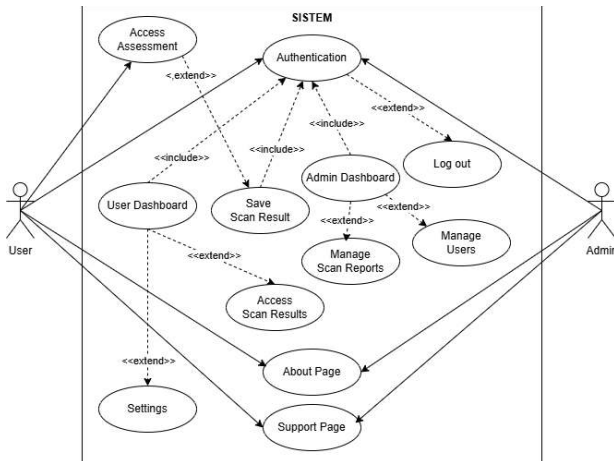 SISTEM
Access
Assessment
Authentication
<<,extend>>
<<extend>>
<<include>>
<<include>>
<<include>>
Log out
User Dashboard
Save
Scan Result
Admin Dashboard
<<extend>>
<<extend>>
User
Manage
Users
Admin
<<extend>>
Manage
Scan Reports
Access
Scan Results
<<extend>>
About Page
Settings
Support Page